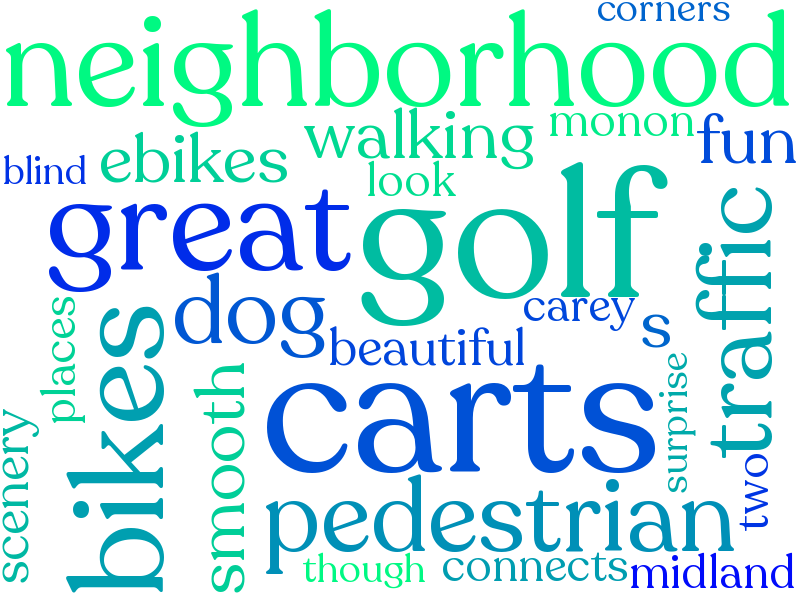 corners
neighborhood
walking
monon
fun
ebikes
blind
look
great
golf
traffic
dog
carey
s
places
bikes
beautiful
smooth
carts
surprise
scenery
two
pedestrian
though
connects
midland